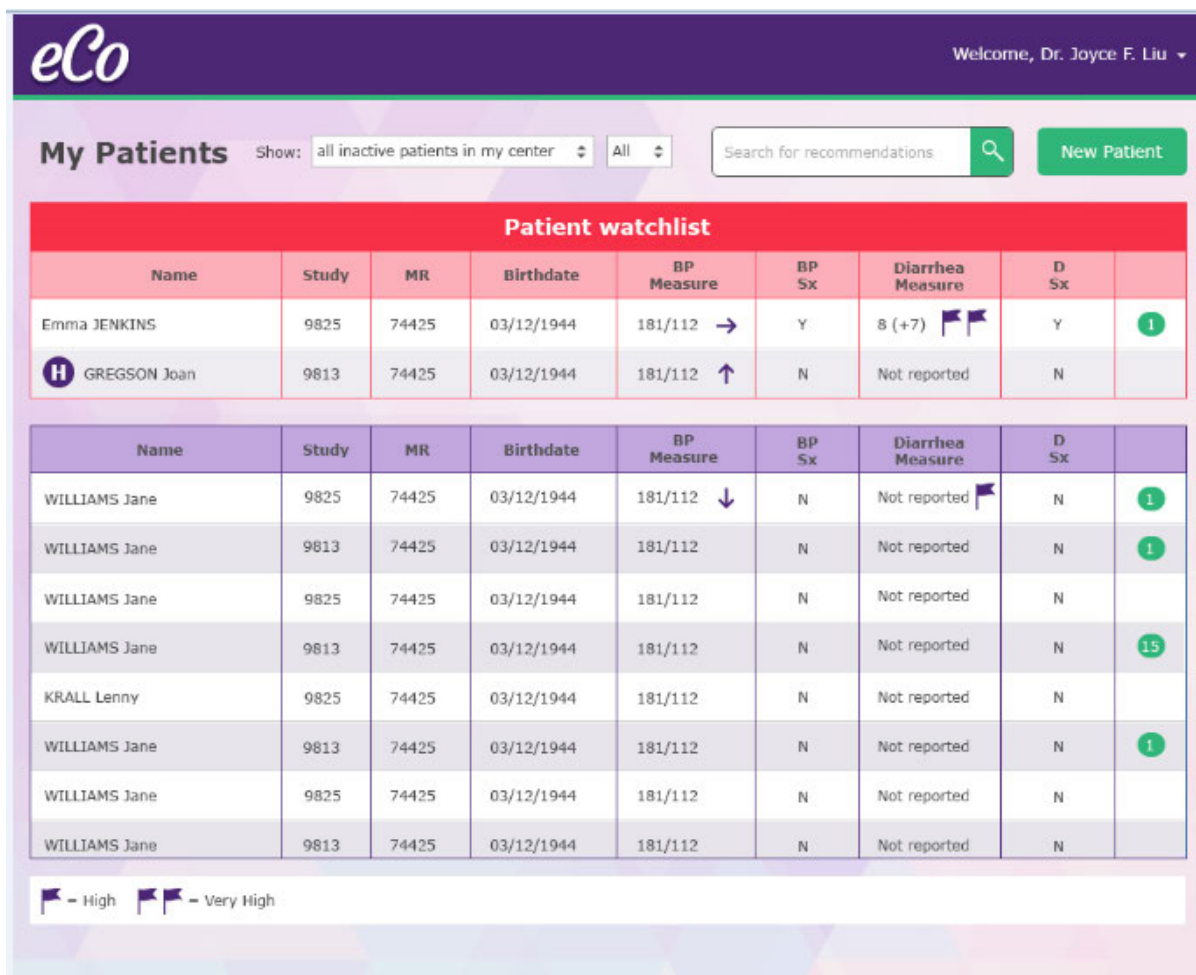 eCo
Welcome, Dr. Joyce F. Liu
My Patients Show: all inactive patients in my center All Search for recommendations New Patient
Patient watchlist
Name Study MR Birthdate BP Measure BP Sx Diarrhea Measure D Sx
Emma JENKINS 9825 74425 03/12/1944 181/112 Y 8 (+7) Y 1
H GREGSON Joan 9813 74425 03/12/1944 181/112 N Not reported N
Name Study MR Birthdate BP Measure BP Sx Diarrhea Measure D Sx
WILLIAMS Jane 9825 74425 03/12/1944 181/112 N Not reported N 1
WILLIAMS Jane 9813 74425 03/12/1944 181/112 N Not reported N 1
WILLIAMS Jane 9825 74425 03/12/1944 181/112 N Not reported N
WILLIAMS Jane 9813 74425 03/12/1944 181/112 N Not reported N 15
KRALL Lenny 9825 74425 03/12/1944 181/112 N Not reported N
WILLIAMS Jane 9813 74425 03/12/1944 181/112 N Not reported N 1
WILLIAMS Jane 9825 74425 03/12/1944 181/112 N Not reported N
WILLIAMS Jane 9813 74425 03/12/1944 181/112 N Not reported N
= High = Very High